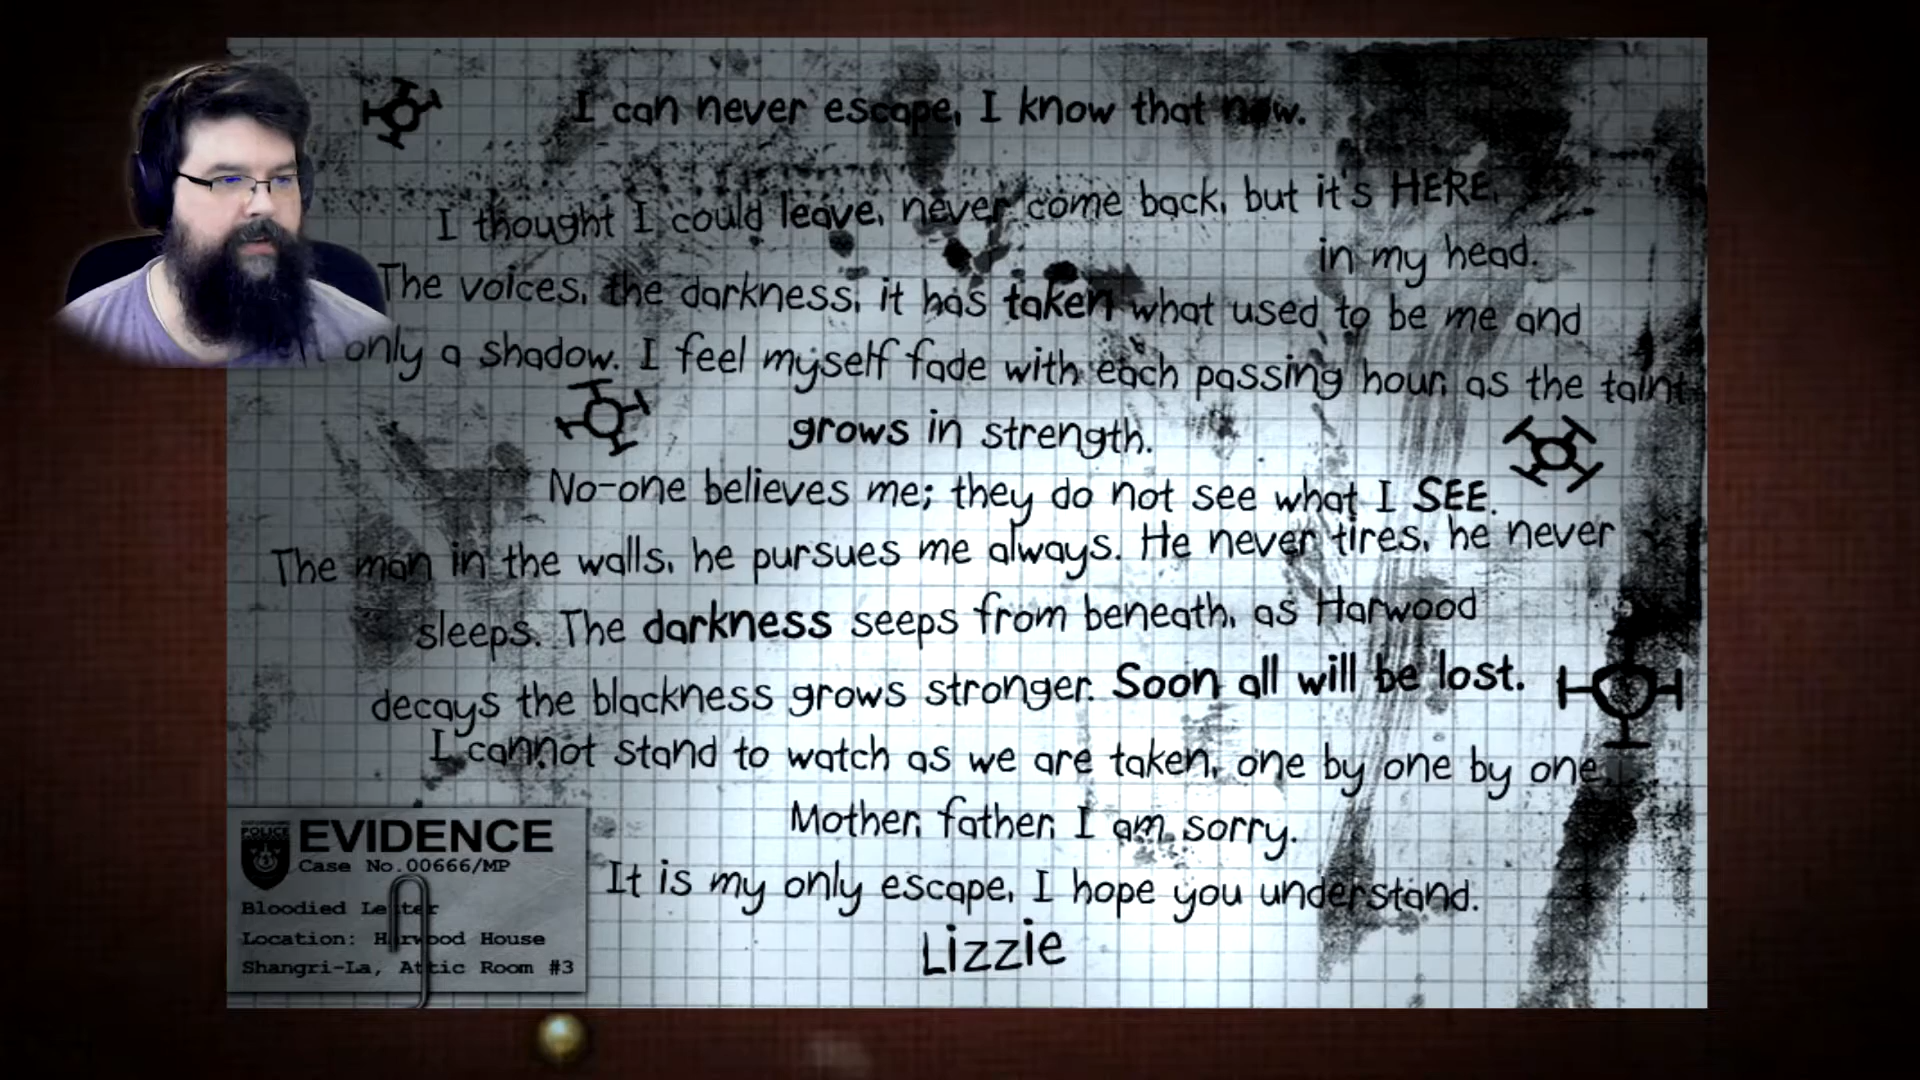 I can never escape, I know that now.
I thought I could leave, never come back, but it's HERE,
in my head.
The voices, the darkness, it has taken what used to be me and
only a shadow. I feel myself fade with each passing hour, as the taint
grows in strength.
No-one believes me; they do not see what I SEE.
The man in the walls, he pursues me always. He never tires, he never
sleeps. The darkness seeps from beneath, as Harwood
decays the blackness grows stronger. Soon all will be lost.
I cannot stand to watch as we are taken, one by one by one
Mother, father, I am sorry.
It is my only escape, I hope you understand.
Lizzie
POLICE
EVIDENCE
Case No.00666/MP
Bloodied Letter
Location: Harwood House
Shangri-La, Attic Room #3